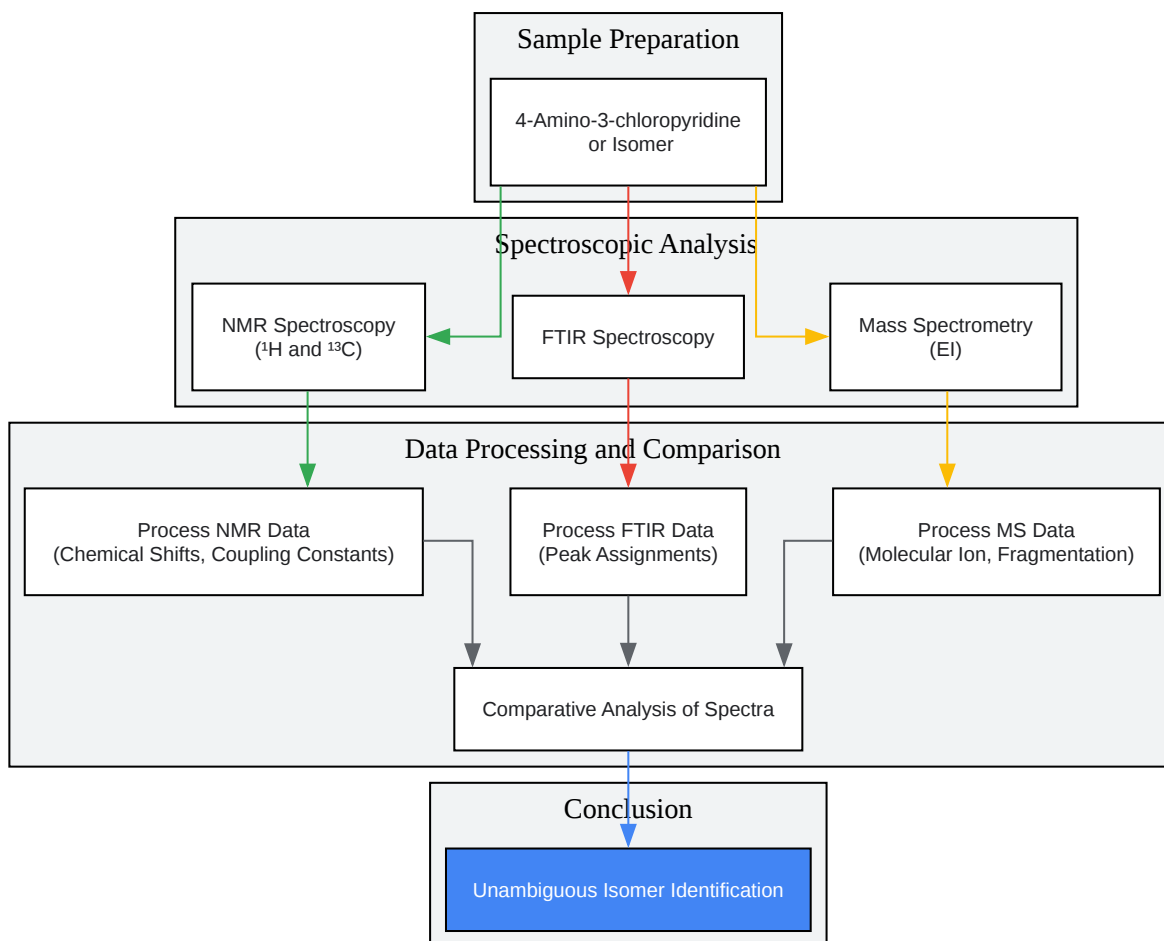 Sample Preparation
4-Amino-3-chloropyridine
or Isomer
Spectroscopic Analysis
NMR Spectroscopy
(¹H and ¹³C)
FTIR Spectroscopy
Mass Spectrometry
(EI)
Data Processing and Comparison
Process NMR Data
(Chemical Shifts, Coupling Constants)
Process FTIR Data
(Peak Assignments)
Process MS Data
(Molecular Ion, Fragmentation)
Comparative Analysis of Spectra
Conclusion
Unambiguous Isomer Identification